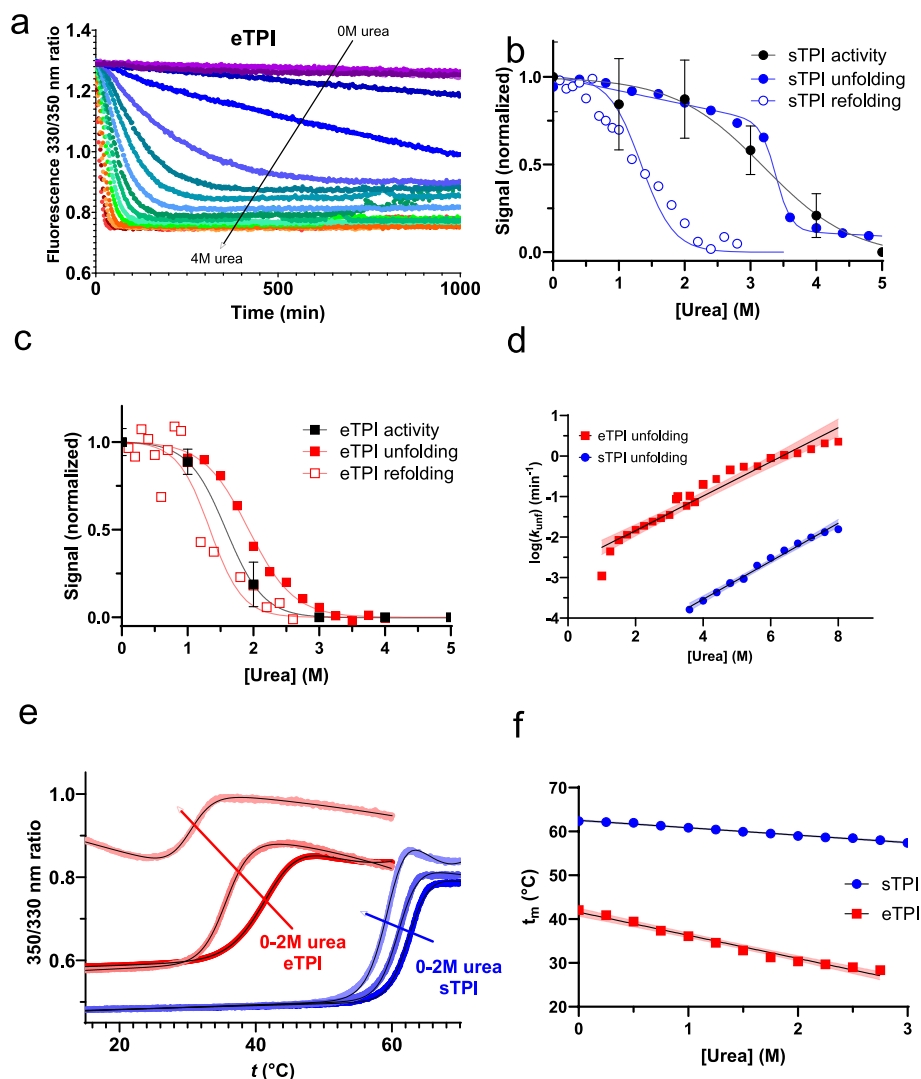 a
eTPI
0M urea
4M urea
Fluorescence 330/350 nm ratio
1.4
1.2
1.0
0.8
0.6
0
500
1000
Time (min)
b
sTPI activity
sTPI unfolding
sTPI refolding
Signal (normalized)
1.0
0.5
0.0
0 1 2 3 4 5
[Urea] (M)
c
eTPI activity
eTPI unfolding
eTPI refolding
Signal (normalized)
1.0
0.5
0.0
0 1 2 3 4 5
[Urea] (M)
d
eTPI unfolding
sTPI unfolding
log(kunf) (min-1)
1
0
-1
-2
-3
-4
0 2 4 6 8
[Urea] (M)
e
350/330 nm ratio
1.0
0.8
0.6
0-2M urea
eTPI
0-2M urea
sTPI
20 40 60
t (°C)
f
tm (°C)
70
60
50
40
30
20
sTPI
eTPI
0 1 2 3
[Urea] (M)